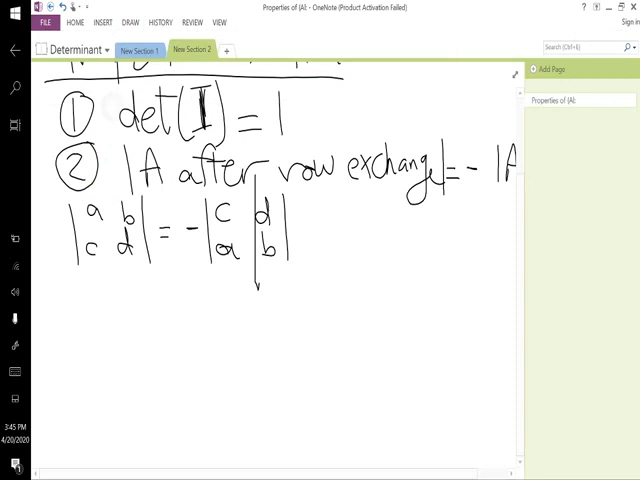 Properties of |A|: - OneNote (Product Activation Failed)
FILE HOME INSERT DRAW HISTORY REVIEW VIEW
Sign in
Determinant New Section 1 New Section 2 +
Search (Ctrl+E)
Add Page
Properties of |A|:
① det(I) = 1
② |A after row exchange| = - |A
|a b| = - |c d|
|c d| |a b|
3:45 PM
4/20/2020